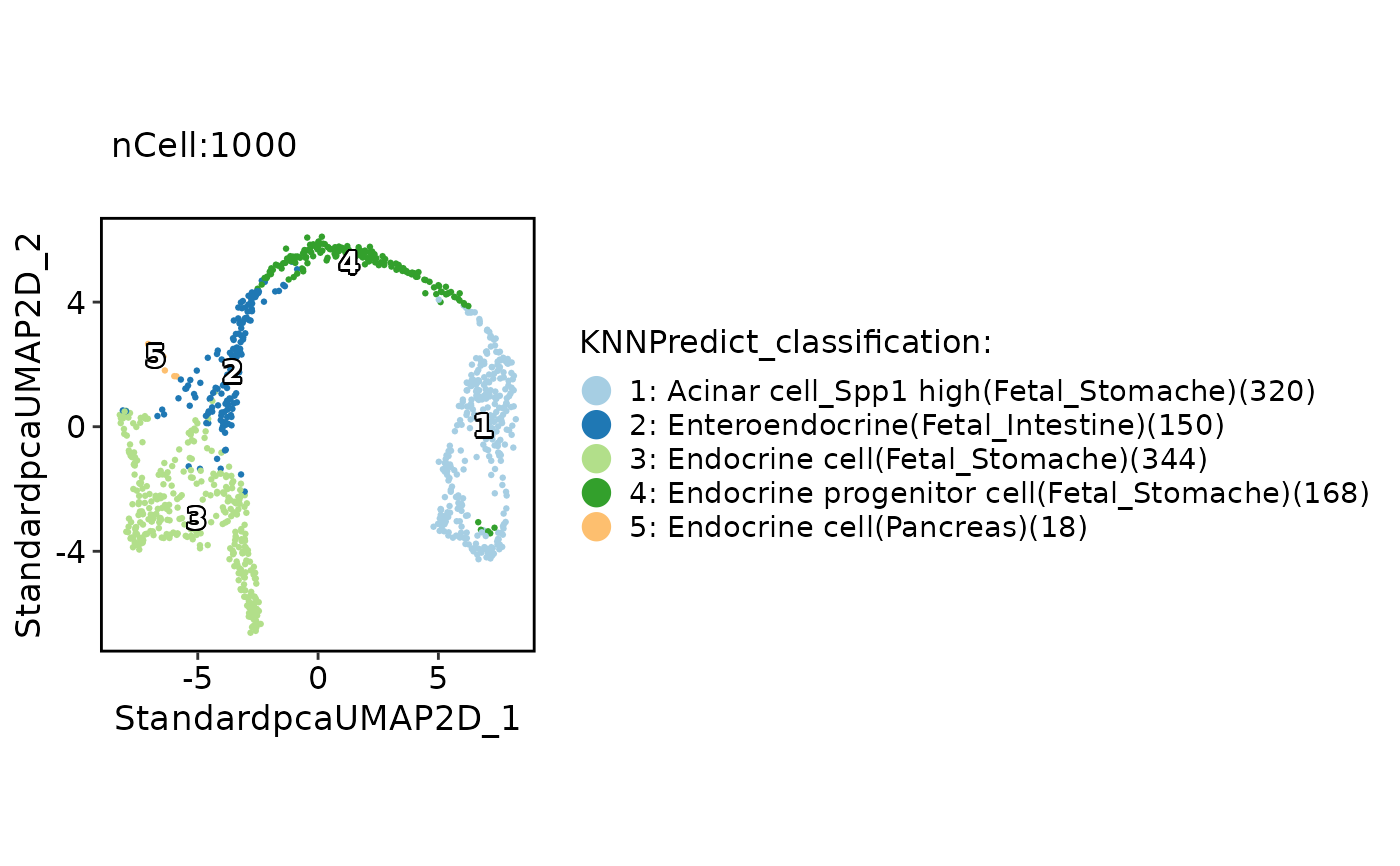 nCell:1000
StandardpcaUMAP2D_2
4
0
-4
-5
0
5
StandardpcaUMAP2D_1
1
2
3
4
5
KNNPredict_classification:
1: Acinar cell_Spp1 high(Fetal_Stomache)(320)
2: Enteroendocrine(Fetal_Intestine)(150)
3: Endocrine cell(Fetal_Stomache)(344)
4: Endocrine progenitor cell(Fetal_Stomache)(168)
5: Endocrine cell(Pancreas)(18)